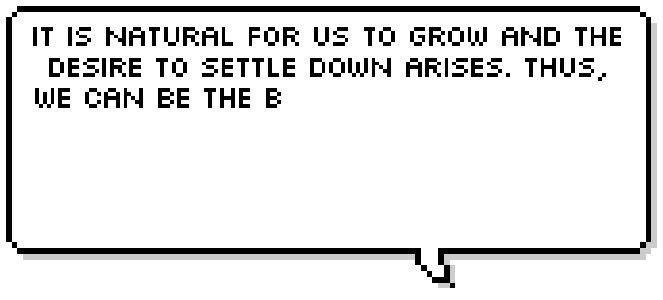 IT IS NATURAL FOR US TO GROW AND THE
DESIRE TO SETTLE DOWN ARISES. THUS,
WE CAN BE THE B